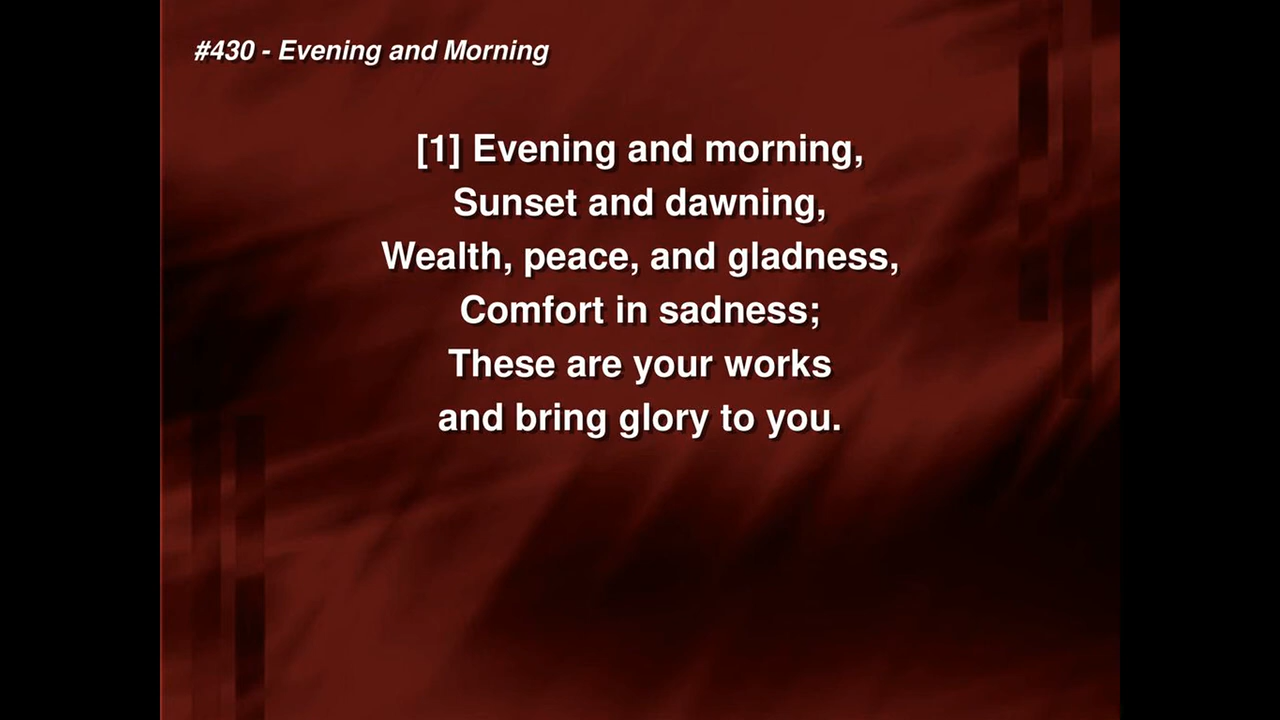 #430 - Evening and Morning
[1] Evening and morning,
Sunset and dawning,
Wealth, peace, and gladness,
Comfort in sadness;
These are your works
and bring glory to you.